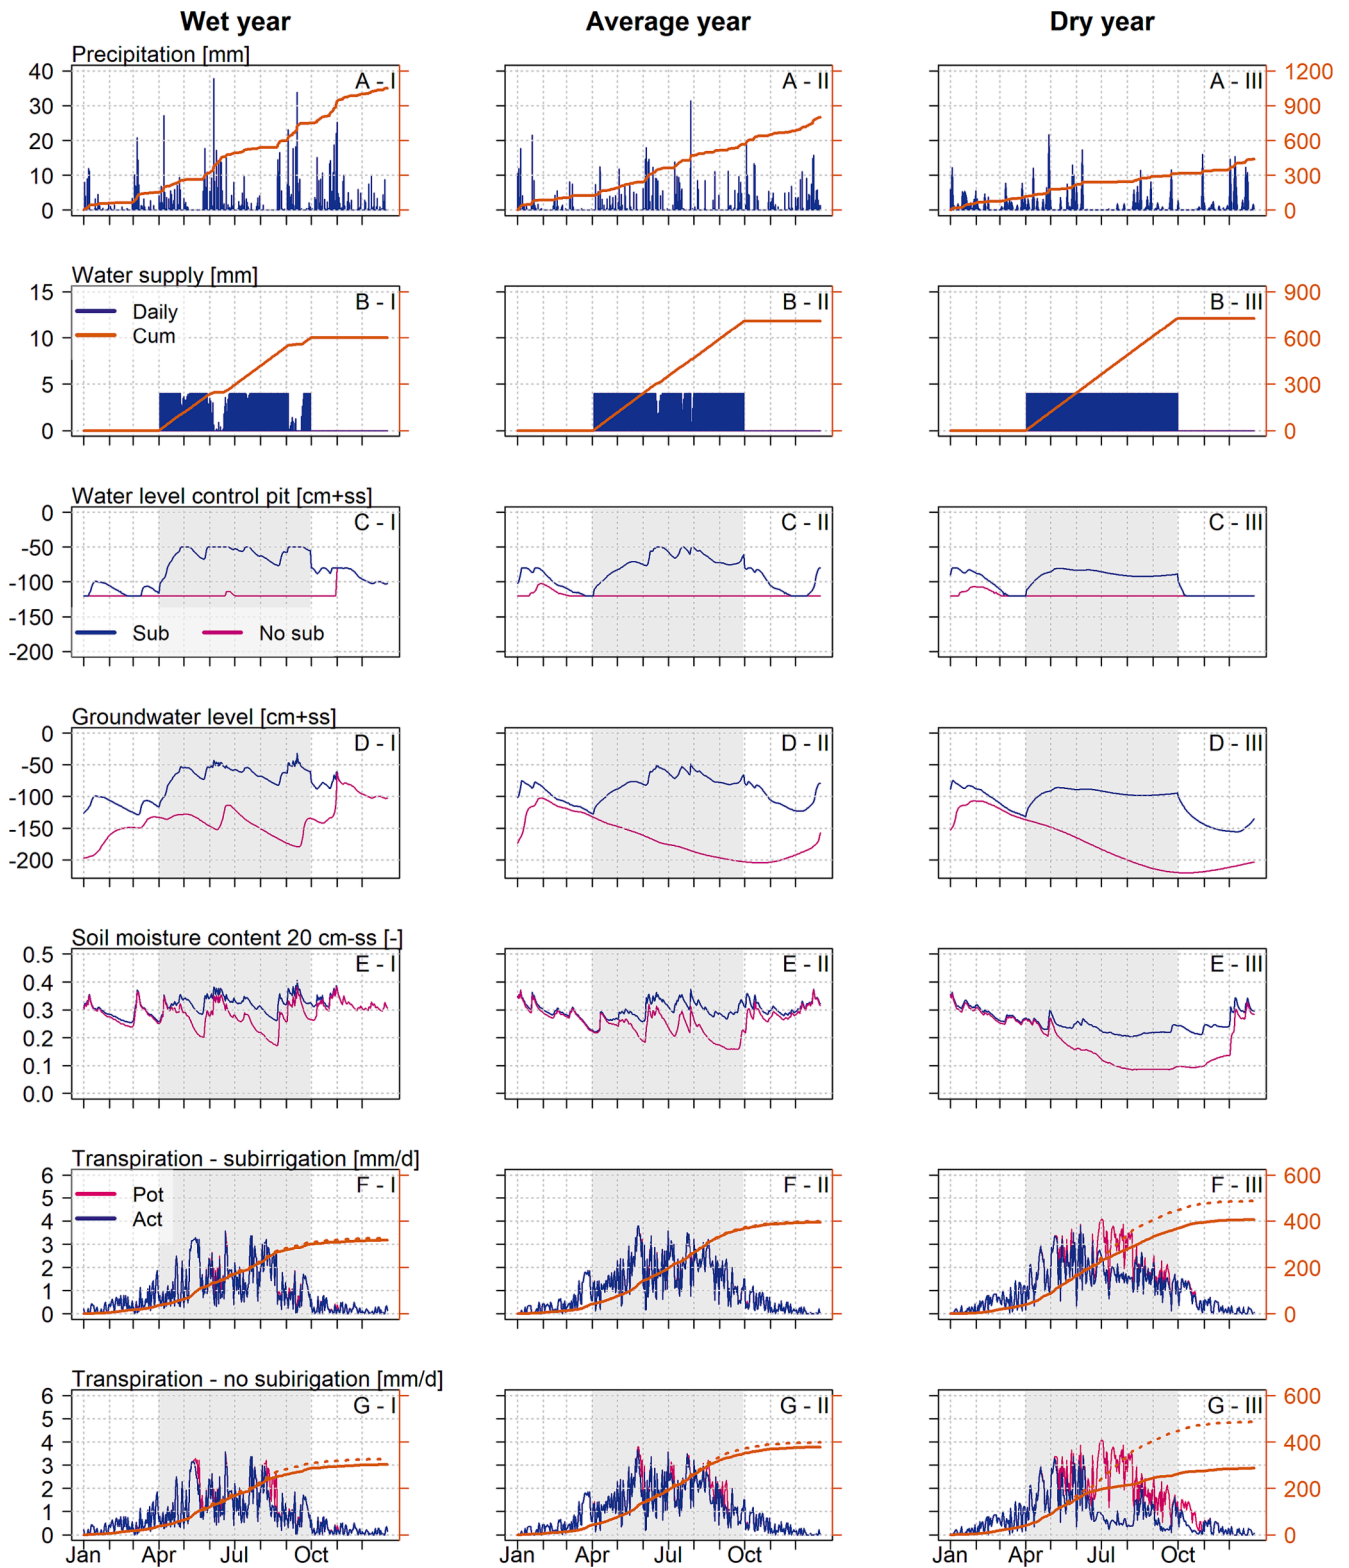 Wet year Average year Dry year
Precipitation [mm]
A - I A - II A - III
40 30 20 10 0
1200 900 600 300 0
Water supply [mm]
B - I B - II B - III
Daily
Cum
15 10 5 0
900 600 300 0
Water level control pit [cm+ss]
C - I C - II C - III
0 -50 -100 -150 -200
Sub No sub
Groundwater level [cm+ss]
D - I D - II D - III
0 -50 -100 -150 -200
Soil moisture content 20 cm-ss [-]
E - I E - II E - III
0.5 0.4 0.3 0.2 0.1 0.0
Transpiration - subirrigation [mm/d]
F - I F - II F - III
Pot
Act
6 5 4 3 2 1 0
600 400 200 0
Transpiration - no subirigation [mm/d]
G - I G - II G - III
6 5 4 3 2 1 0
600 400 200 0
Jan Apr Jul Oct Jan Apr Jul Oct Jan Apr Jul Oct